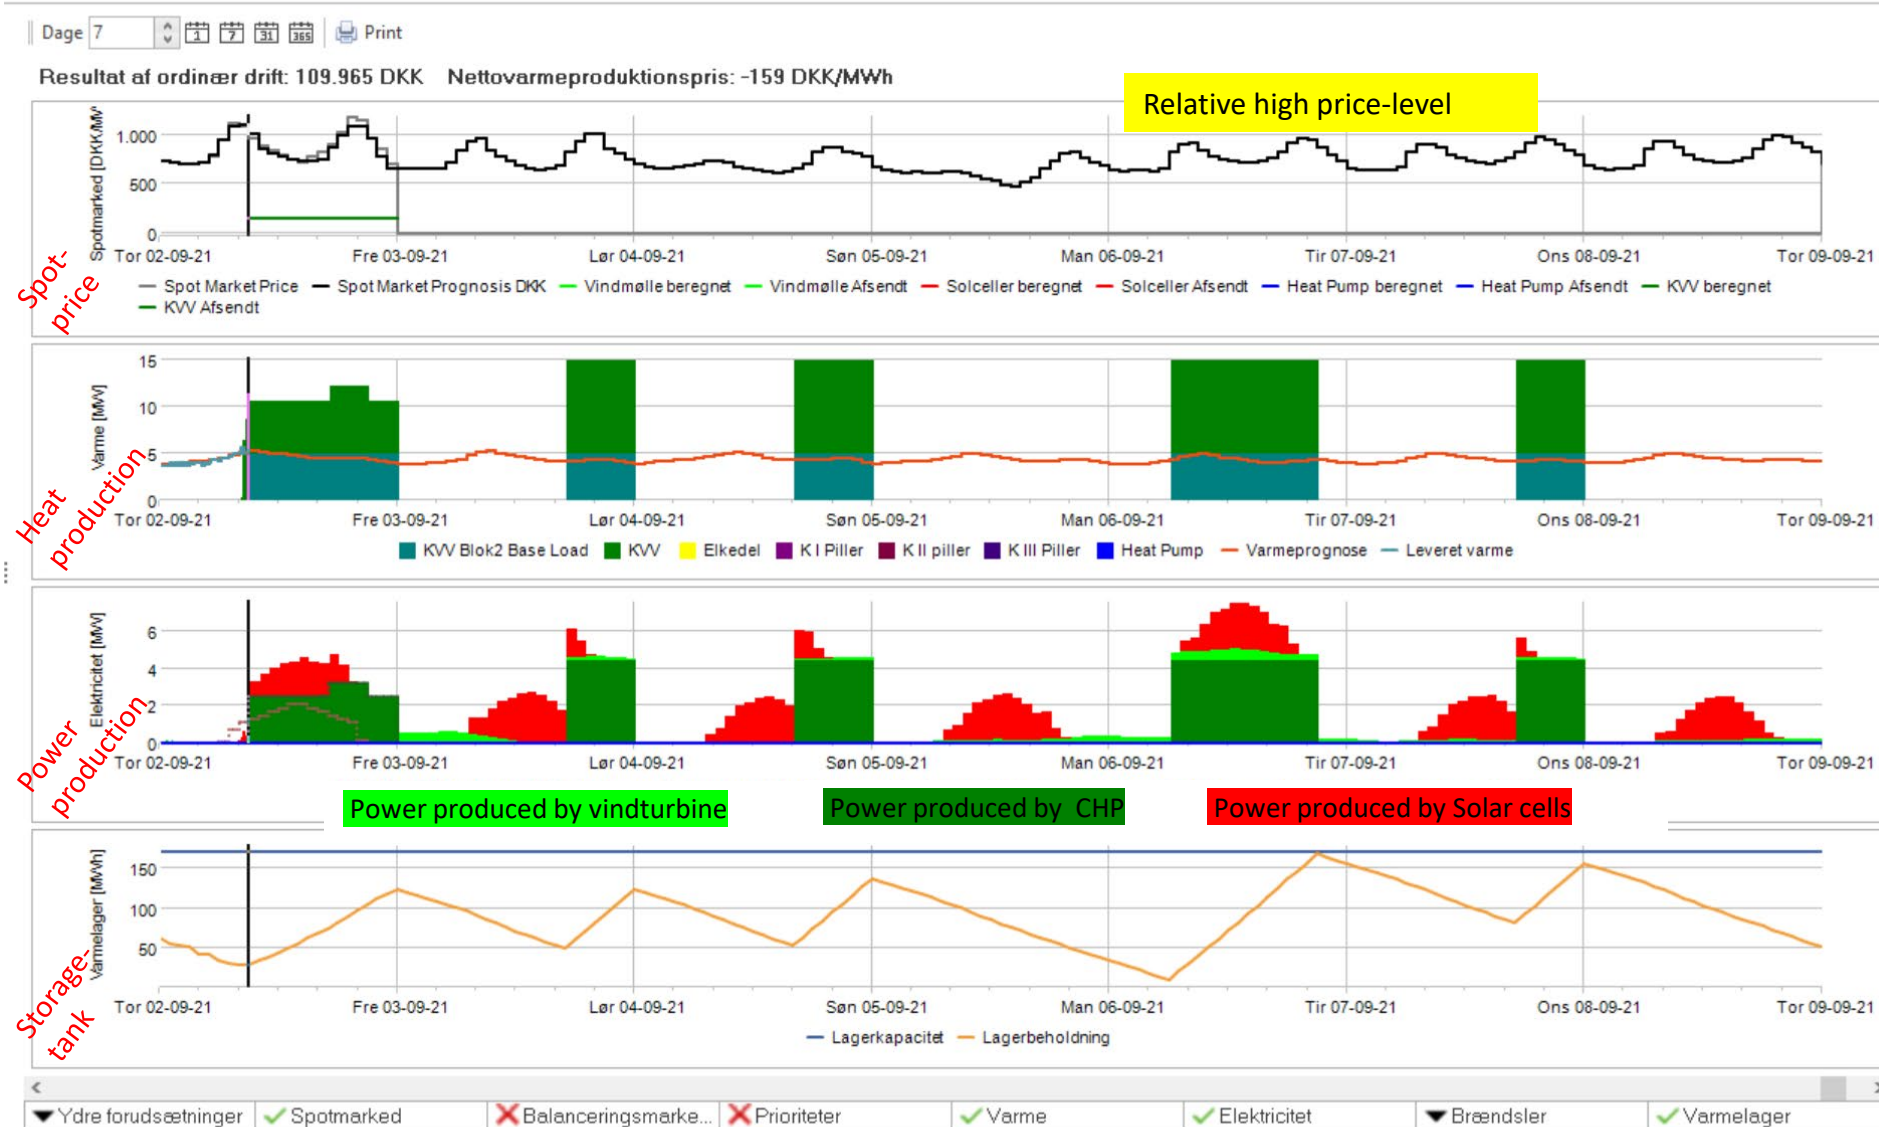 Dage 7 1 7 31 365 Print
Resultat af ordinær drift: 109.965 DKK Nettovarmeproduktionspris: -159 DKK/MWh
Relative high price-level
Spotmarked [DKK/MW
1.000
500
0
Tor 02-09-21 Fre 03-09-21 Lør 04-09-21 Søn 05-09-21 Man 06-09-21 Tir 07-09-21 Ons 08-09-21 Tor 09-09-21
Spot-
price
Spot Market Price Spot Market Prognosis DKK Vindmølle beregnet Vindmølle Afsendt Solceller beregnet Solceller Afsendt Heat Pump beregnet Heat Pump Afsendt KVV beregnet
KVV Afsendt
Varme [MW]
15
10
5
0
Tor 02-09-21 Fre 03-09-21 Lør 04-09-21 Søn 05-09-21 Man 06-09-21 Tir 07-09-21 Ons 08-09-21 Tor 09-09-21
Heat
production
KVV Blok2 Base Load KVV Elkedel K I Piller K II piller K III Piller Heat Pump Varmeprognose Leveret varme
Elektricitet [MW]
6
4
2
0
Tor 02-09-21 Fre 03-09-21 Lør 04-09-21 Søn 05-09-21 Man 06-09-21 Tir 07-09-21 Ons 08-09-21 Tor 09-09-21
Power
production
Power produced by vindturbine Power produced by CHP Power produced by Solar cells
Varmelager [MWh]
150
100
50
Tor 02-09-21 Fre 03-09-21 Lør 04-09-21 Søn 05-09-21 Man 06-09-21 Tir 07-09-21 Ons 08-09-21 Tor 09-09-21
Storage-
tank
Lagerkapacitet Lagerbeholdning
Ydre forudsætninger Spotmarked Balanceringsmarke... Prioriteter Varme Elektricitet Brændsler Varmelager